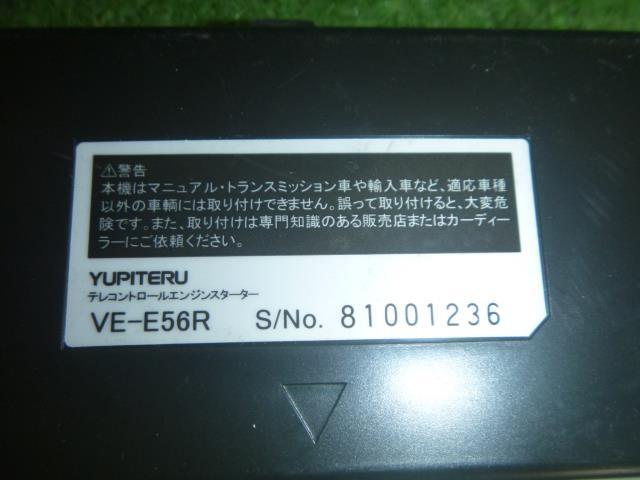 ⚠警告
本機はマニュアル・トランスミッション車や輸入車など、適応車種
以外の車輌には取り付けできません。誤って取り付けると、大変危
険です。また、取り付けは専門知識のある販売店またはカーディー
ラーにご依頼ください。
YUPITERU
テレコントロールエンジンスターター
VE-E56R S/No. 81001236